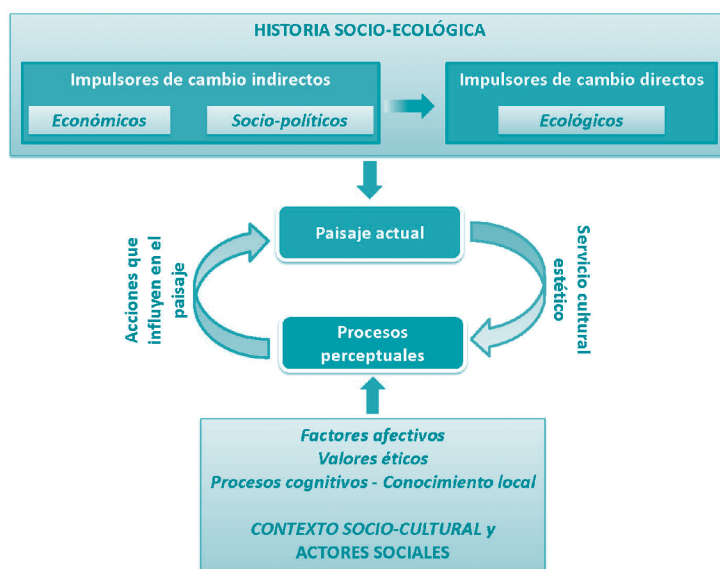 HISTORIA SOCIO-ECOLÓGICA
Impulsores de cambio indirectos
Económicos
Socio-políticos
Impulsores de cambio directos
Ecológicos
Paisaje actual
Acciones que
influyen en el
paisaje
Servicio cultural
estético
Procesos
perceptuales
Factores afectivos
Valores éticos
Procesos cognitivos - Conocimiento local
CONTEXTO SOCIO-CULTURAL y
ACTORES SOCIALES